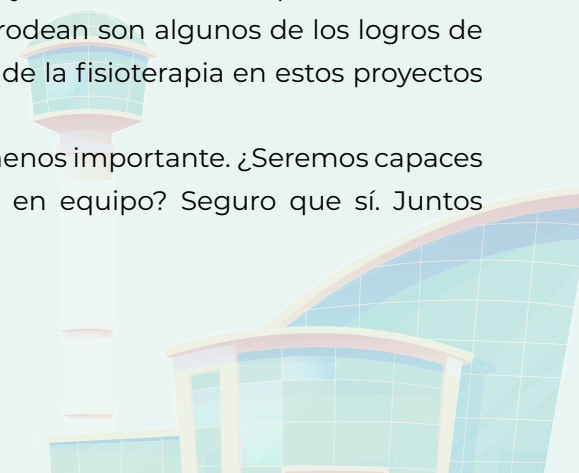 rodean son algunos de los logros de
de la fisioterapia en estos proyectos
menos importante. ¿Seremos capaces
en equipo? Seguro que sí. Juntos